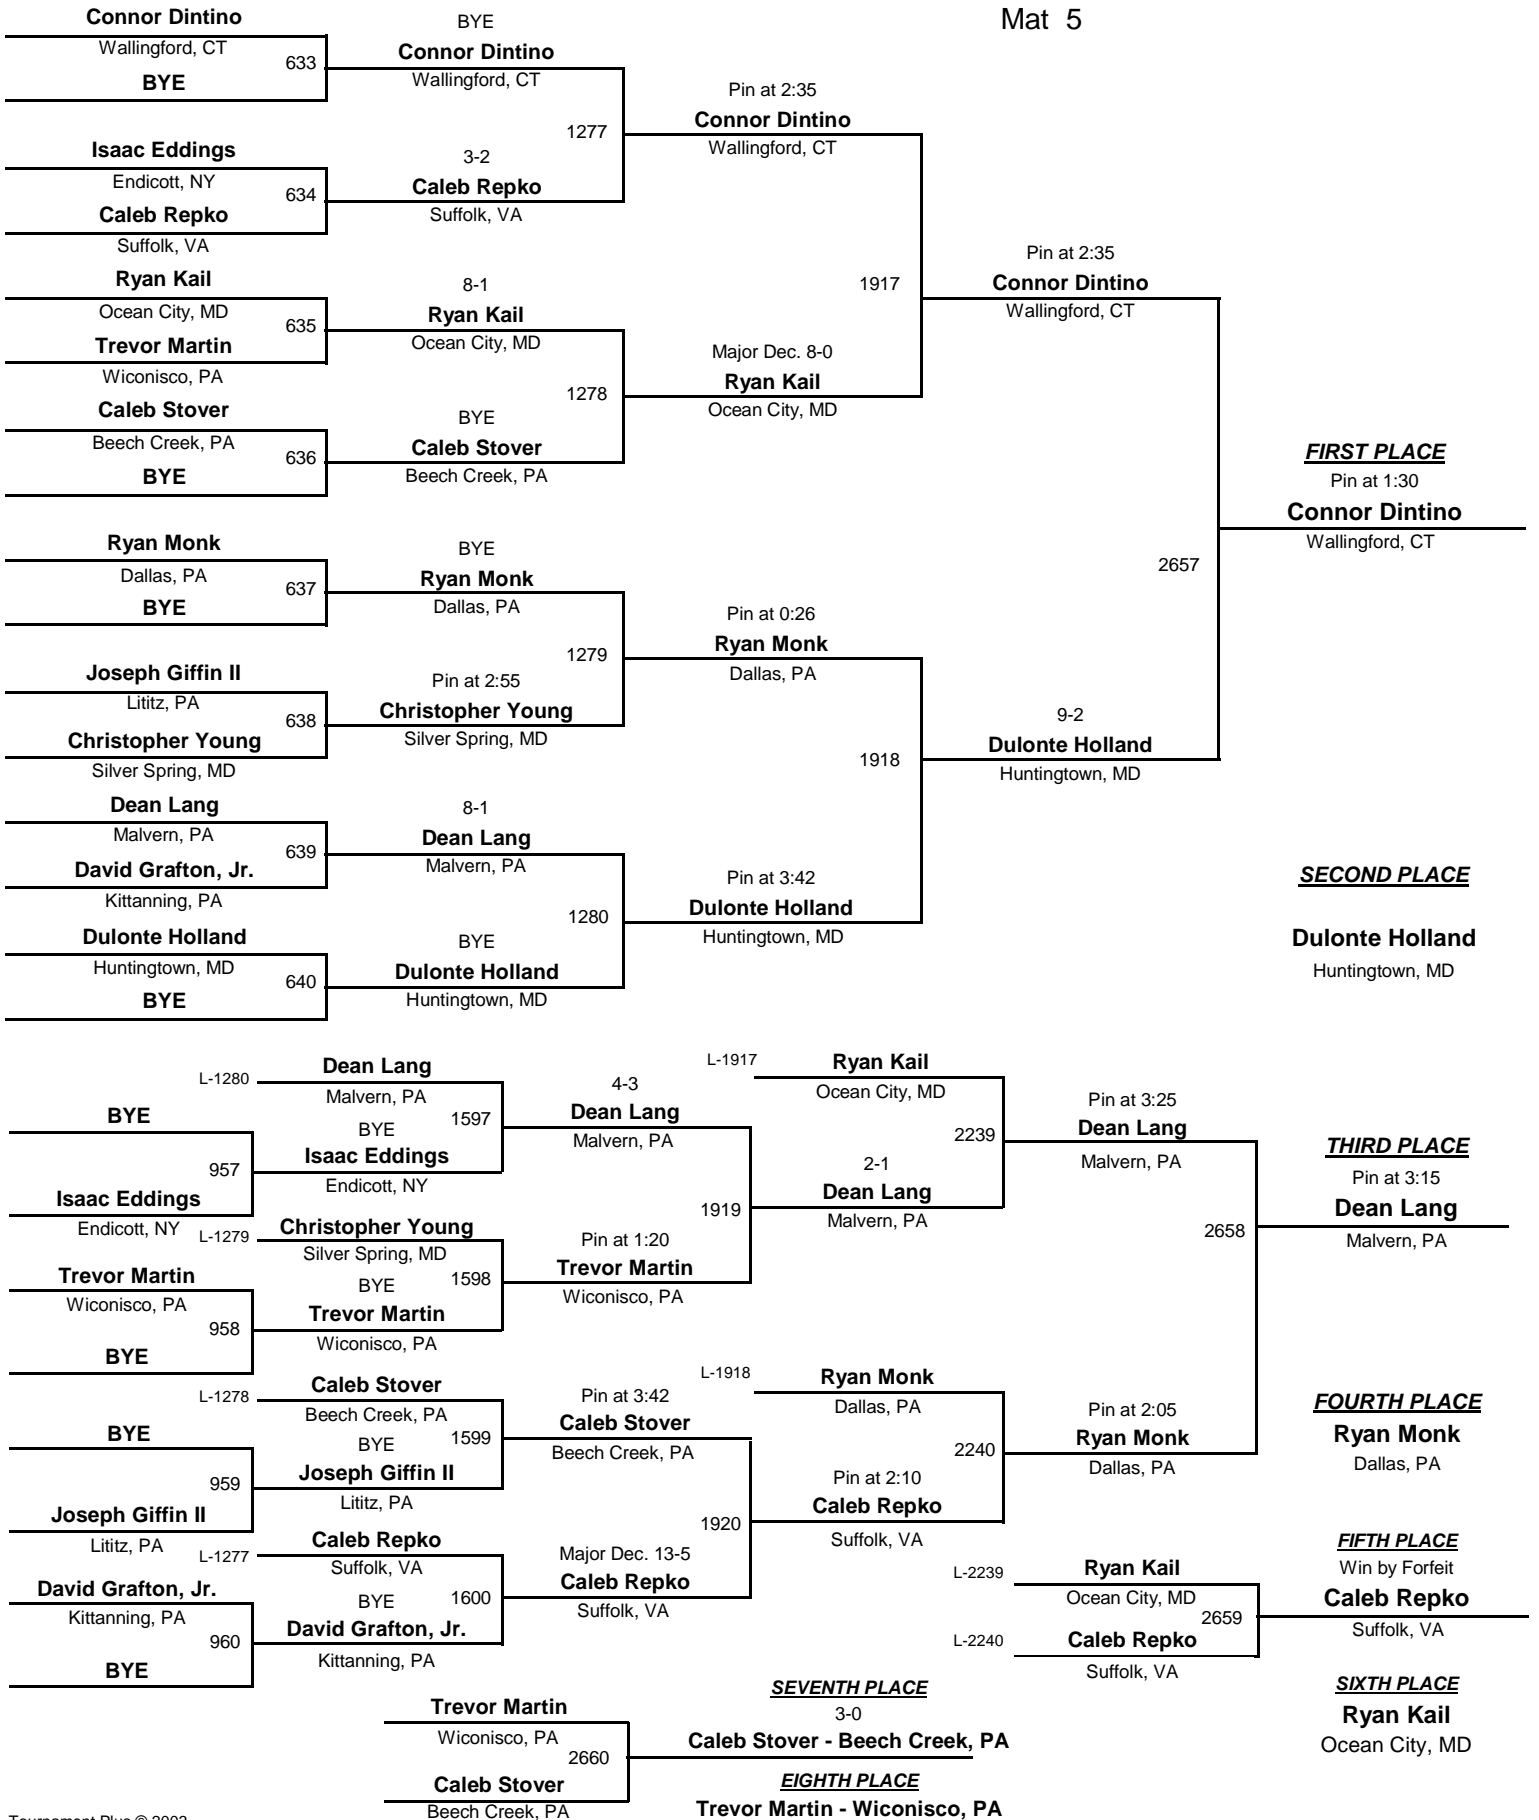 Mat 5
Connor Dintino
Wallingford, CT
633
BYE
Isaac Eddings
Endicott, NY
634
Caleb Repko
Suffolk, VA
Ryan Kail
Ocean City, MD
635
Trevor Martin
Wiconisco, PA
Caleb Stover
Beech Creek, PA
636
BYE
Ryan Monk
Dallas, PA
637
BYE
Joseph Giffin II
Lititz, PA
638
Christopher Young
Silver Spring, MD
Dean Lang
Malvern, PA
639
David Grafton, Jr.
Kittanning, PA
Dulonte Holland
Huntingtown, MD
640
BYE
BYE
Connor Dintino
Wallingford, CT
1277
3-2
Caleb Repko
Suffolk, VA
8-1
Ryan Kail
Ocean City, MD
1278
BYE
Caleb Stover
Beech Creek, PA
BYE
Ryan Monk
Dallas, PA
1279
Pin at 2:55
Christopher Young
Silver Spring, MD
8-1
Dean Lang
Malvern, PA
1280
BYE
Dulonte Holland
Huntingtown, MD
Pin at 2:35
Connor Dintino
Wallingford, CT
1917
Major Dec. 8-0
Ryan Kail
Ocean City, MD
Pin at 0:26
Ryan Monk
Dallas, PA
1918
Pin at 3:42
Dulonte Holland
Huntingtown, MD
Pin at 2:35
Connor Dintino
Wallingford, CT
2657
9-2
Dulonte Holland
Huntingtown, MD
FIRST PLACE
Pin at 1:30
Connor Dintino
Wallingford, CT
SECOND PLACE
Dulonte Holland
Huntingtown, MD
BYE
957
Isaac Eddings
Endicott, NY
Trevor Martin
Wiconisco, PA
958
BYE
BYE
959
Joseph Giffin II
Lititz, PA
David Grafton, Jr.
Kittanning, PA
960
BYE
L-1280
Dean Lang
Malvern, PA
1597
BYE
Isaac Eddings
Endicott, NY
L-1279
Christopher Young
Silver Spring, MD
1598
BYE
Trevor Martin
Wiconisco, PA
L-1278
Caleb Stover
Beech Creek, PA
1599
BYE
Joseph Giffin II
Lititz, PA
L-1277
Caleb Repko
Suffolk, VA
1600
BYE
David Grafton, Jr.
Kittanning, PA
4-3
Dean Lang
Malvern, PA
1919
Pin at 1:20
Trevor Martin
Wiconisco, PA
Pin at 3:42
Caleb Stover
Beech Creek, PA
1920
Major Dec. 13-5
Caleb Repko
Suffolk, VA
L-1917
Ryan Kail
Ocean City, MD
2239
2-1
Dean Lang
Malvern, PA
L-1918
Ryan Monk
Dallas, PA
2240
Pin at 2:10
Caleb Repko
Suffolk, VA
Pin at 3:25
Dean Lang
Malvern, PA
2658
Pin at 2:05
Ryan Monk
Dallas, PA
THIRD PLACE
Pin at 3:15
Dean Lang
Malvern, PA
FOURTH PLACE
Ryan Monk
Dallas, PA
L-2239
Ryan Kail
Ocean City, MD
2659
L-2240
Caleb Repko
Suffolk, VA
FIFTH PLACE
Win by Forfeit
Caleb Repko
Suffolk, VA
SIXTH PLACE
Ryan Kail
Ocean City, MD
Trevor Martin
Wiconisco, PA
2660
Caleb Stover
Beech Creek, PA
SEVENTH PLACE
3-0
Caleb Stover - Beech Creek, PA
EIGHTH PLACE
Trevor Martin - Wiconisco, PA
Tournament Plus © 2003